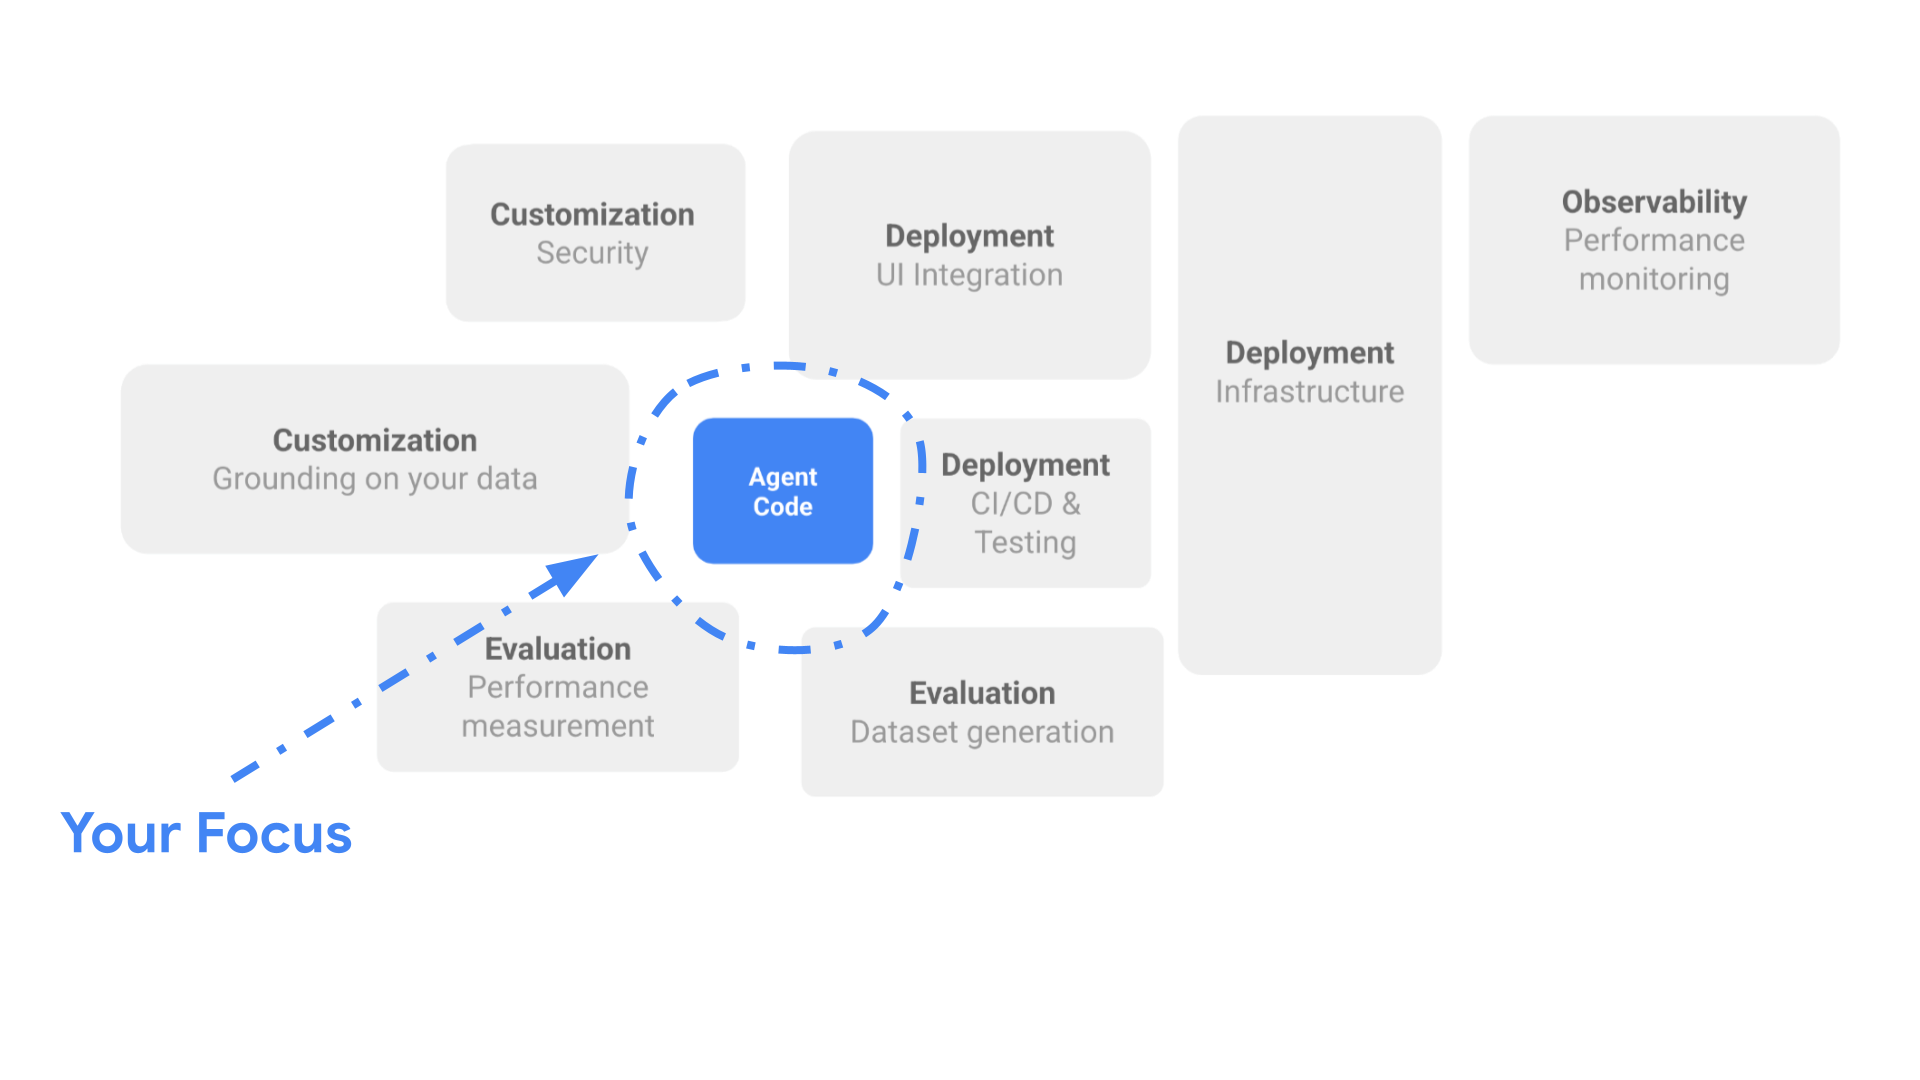 Customization
Security
Deployment
UI Integration
Deployment
Infrastructure
Observability
Performance
monitoring
Customization
Grounding on your data
Agent
Code
Deployment
CI/CD &
Testing
Evaluation
Performance
measurement
Evaluation
Dataset generation
Your Focus